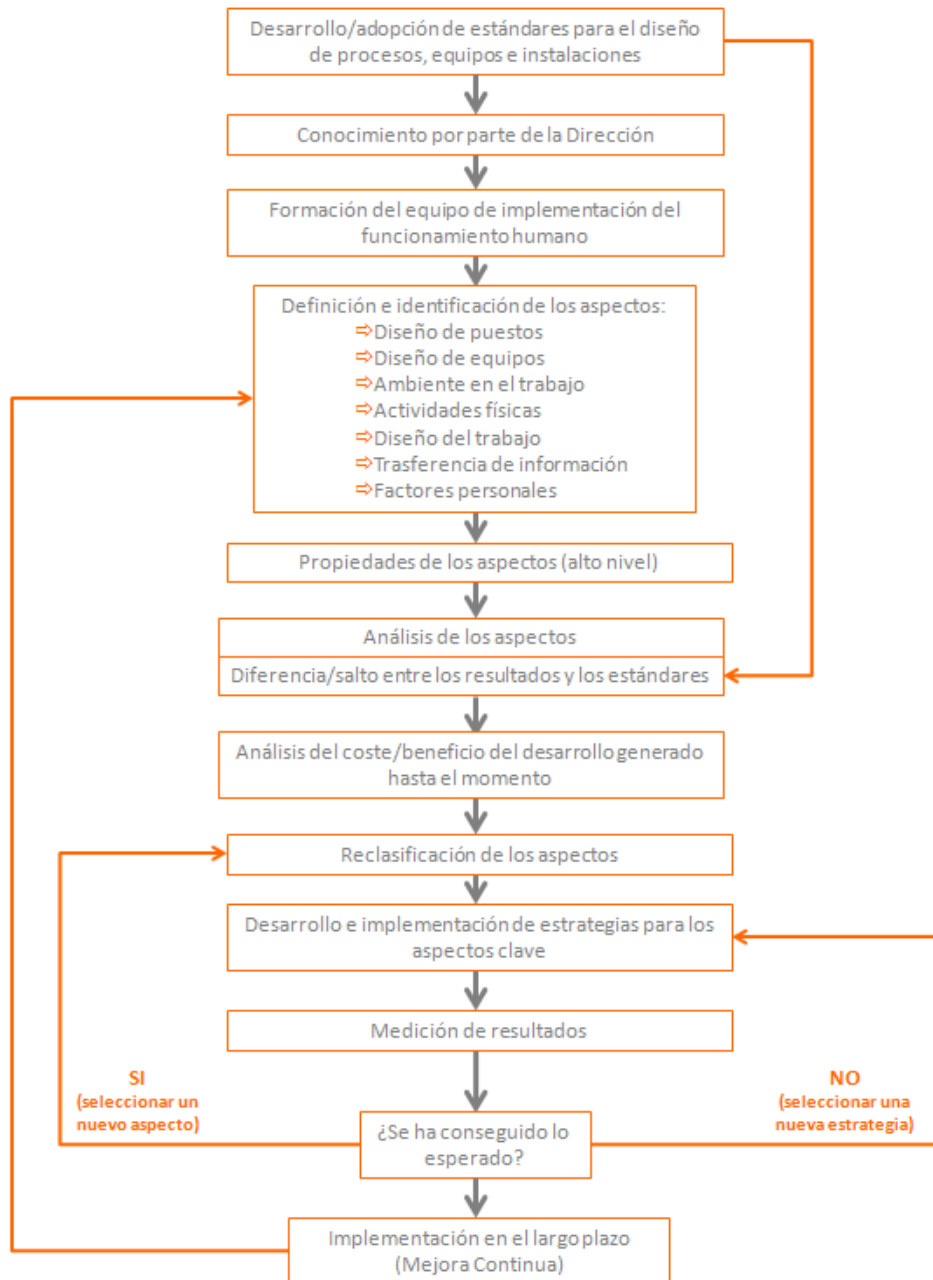 Desarrollo/adopción de estándares para el diseño
de procesos, equipos e instalaciones
Conocimiento por parte de la Dirección
Formación del equipo de implementación del
funcionamiento humano
Definición e identificación de los aspectos:
⇨Diseño de puestos
⇨Diseño de equipos
⇨Ambiente en el trabajo
⇨Actividades físicas
⇨Diseño del trabajo
⇨Trasferencia de información
⇨Factores personales
Propiedades de los aspectos (alto nivel)
Análisis de los aspectos
Diferencia/salto entre los resultados y los estándares
Análisis del coste/beneficio del desarrollo generado
hasta el momento
Reclasificación de los aspectos
Desarrollo e implementación de estrategias para los
aspectos clave
Medición de resultados
SI
(seleccionar un
nuevo aspecto)
NO
(seleccionar una
nueva estrategia)
¿Se ha conseguido lo
esperado?
Implementación en el largo plazo
(Mejora Continua)